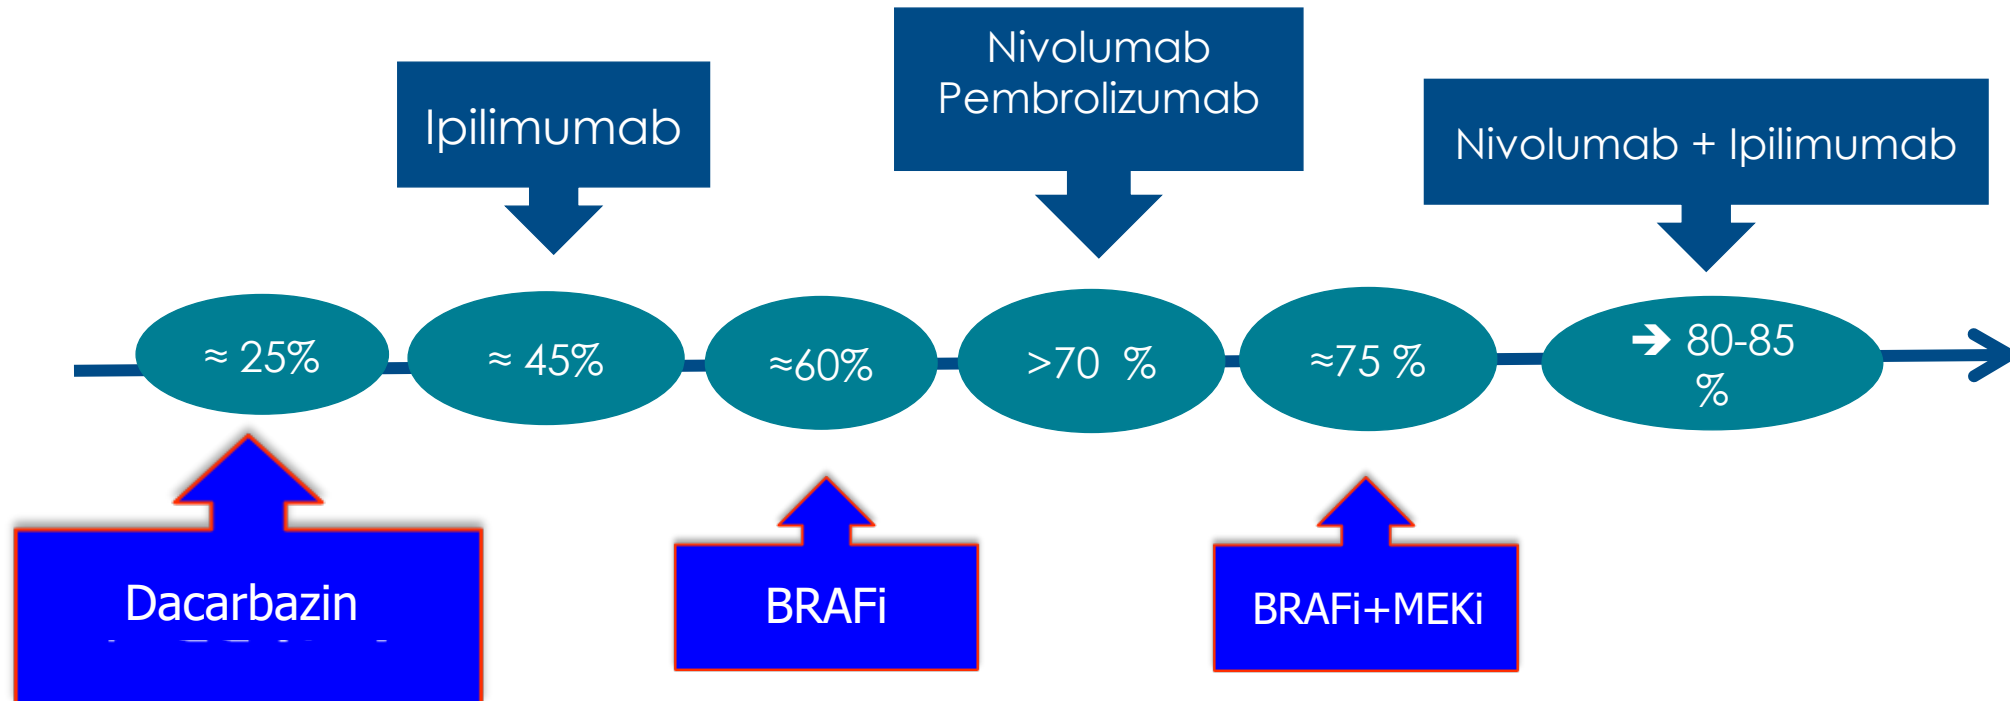 Nivolumab
Pembrolizumab
Ipilimumab
Nivolumab + Ipilimumab
≈ 25%
≈ 45%
≈60%
>70 %
≈75 %
➔ 80-85
%
Dacarbazin
BRAFi
BRAFi+MEKi